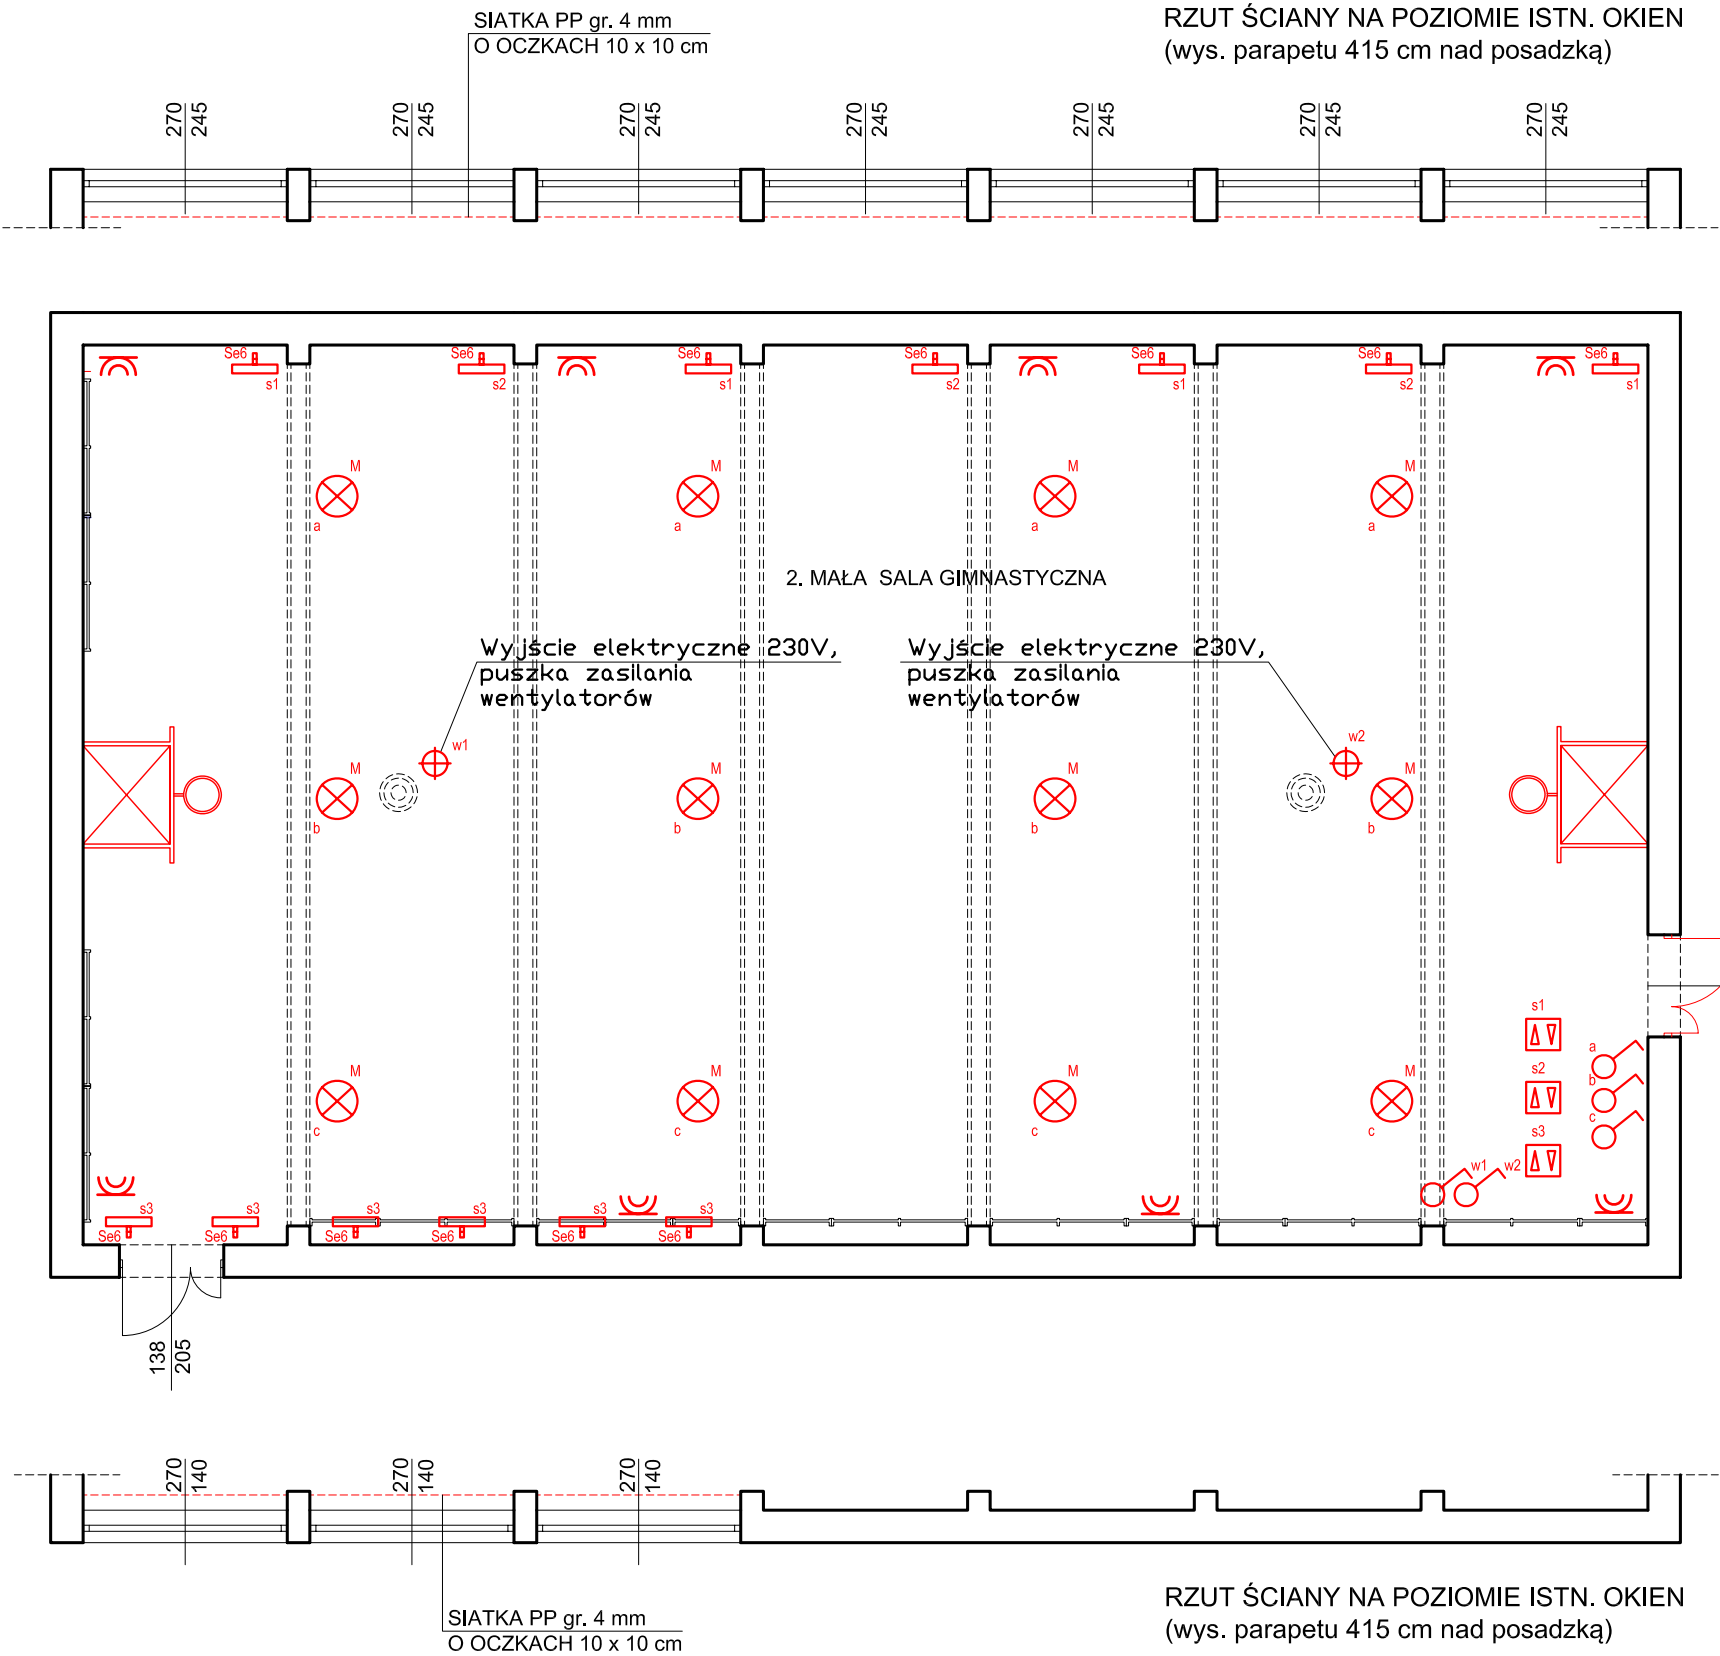 SIATKA PP gr. 4 mm
O OCZKACH 10 x 10 cm
RZUT ŚCIANY NA POZIOMIE ISTN. OKIEN
(wys. parapetu 415 cm nad posadzką)
270 270 270 270 270 270 270
245 245 245 245 245 245 245
Se6 Se6 Se6 Se6 Se6 Se6 Se6
s1 s2 s1 s2 s1 s2 s1
M M M M
a a a a
2. MAŁA SALA GIMNASTYCZNA
Wyjście elektryczne 230V,
puszka zasilania
wentylatorów
Wyjście elektryczne 230V,
puszka zasilania
wentylatorów
w1 w2
M M M M
b b b b
s1
a
s2
b
M M M M
c c c c
c
s3
w1 w2
s3 s3 s3 s3 s3 s3
Se6 Se6 Se6 Se6 Se6 Se6
138
205
270 270 270
140 140 140
SIATKA PP gr. 4 mm
O OCZKACH 10 x 10 cm
RZUT ŚCIANY NA POZIOMIE ISTN. OKIEN
(wys. parapetu 415 cm nad posadzką)